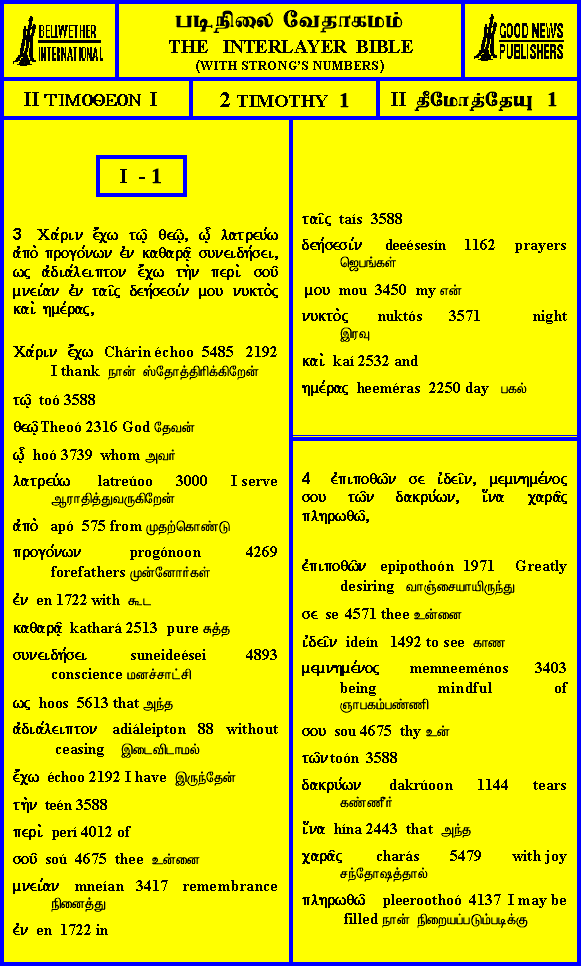 BELLWETHER
INTERNATIONAL
படிநிலை வேதாகமம்
THE INTERLAYER BIBLE
(WITH STRONG'S NUMBERS)
GOOD NEWS
PUBLISHERS
II ΤΙΜΟΘΕΟΝ I
2 TIMOTHY 1
II தீமோத்தேயு 1
I - 1
3 Χάριν ἔχω τῷ θεῷ, ᾧ λατρεύω
ἀπὸ προγόνων ἐν καθαρᾷ συνειδήσει,
ως ἀδιάλειπτον ἔχω τὴν περὶ σοῦ
μνείαν ἐν ταῖς δεήσεσίν μου νυκτὸς
καὶ ημέρας,
Χάριν ἔχω Chárin échoo 5485 2192
I thank நான் ஸ்தோத்திரிக்கிறேன்
τῷ toó 3588
θεῷ Theoó 2316 God தேவன்
ᾧ hoó 3739 whom அவர்
λατρεύω latreúoo 3000 I serve
ஆராதித்துவருகிறேன்
ἀπὸ apó 575 from முதற்கொண்டு
προγόνων progónoon 4269
forefathers முன்னோர்கள்
ἐν en 1722 with கூட
καθαρᾷ kathará 2513 pure சுத்த
συνειδήσει suneideései 4893
conscience மனச்சாட்சி
ως hoos 5613 that அந்த
ἀδιάλειπτον adiáleipton 88 without
ceasing இடைவிடாமல்
ἔχω échoo 2192 I have இருந்தேன்
τὴν teén 3588
περὶ perí 4012 of
σοῦ soú 4675 thee உன்னை
μνείαν mneían 3417 remembrance
நினைத்து
ἐν en 1722 in
ταῖς taís 3588
δεήσεσίν deeésesín 1162 prayers
ஜெபங்கள்
μου mou 3450 my என்
νυκτὸς nuktós 3571 night
இரவு
καὶ kaí 2532 and
ημέρας heeméras 2250 day பகல்
4 ἐπιποθῶν σε ἰδεῖν, μεμνημένος
σου τῶν δακρύων, ἵνα χαρᾶς
πληρωθῶ,
ἐπιποθῶν epipothoón 1971 Greatly
desiring வாஞ்சையாயிருந்து
σε se 4571 thee உன்னை
ἰδεῖν ideín 1492 to see காண
μεμνημένος memneeménos 3403
being mindful of
ஞாபகம்பண்ணி
σου sou 4675 thy உன்
τῶν toón 3588
δακρύων dakrúoon 1144 tears
கண்ணீர்
ἵνα hína 2443 that அந்த
χαρᾶς charás 5479 with joy
சந்தோஷத்தால்
πληρωθῶ pleeroothoó 4137 I may be
filled நான் நிறையப்படும்படிக்கு